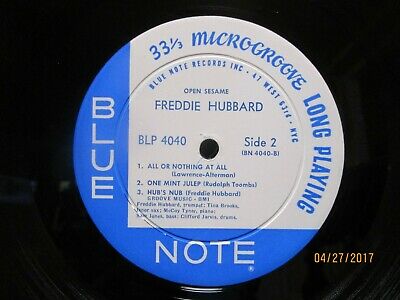 33⅓ MICROGROOVE LONG PLAYING
BLUE NOTE RECORDS INC • 47 WEST 63rd • NYC
OPEN SESAME
FREDDIE HUBBARD
BLP 4040
Side 2
(BN 4040-B)
1. ALL OR NOTHING AT ALL
(Lawrence-Alterman)
2. ONE MINT JULEP (Rudolph Toombs)
3. HUB'S NUB (Freddie Hubbard)
GROOVE MUSIC - BMI
Freddie Hubbard, trumpet; Tina Brooks,
tenor sax; McCoy Tyner, piano;
Sam Jones, bass; Clifford Jarvis, drums.
BLUE
NOTE
®
04/27/2017